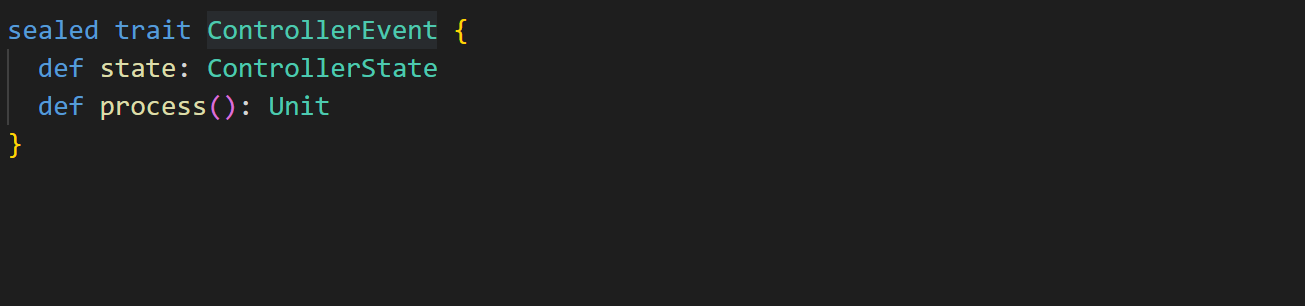 sealed trait ControllerEvent {
  def state: ControllerState
  def process(): Unit
}